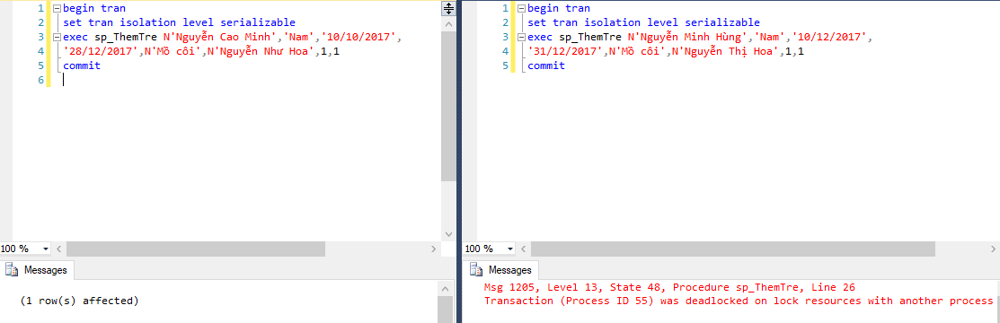 1 begin tran
2 set tran isolation level serializable
3 exec sp_ThemTre N'Nguyễn Cao Minh','Nam','10/10/2017',
4 '28/12/2017',N'Mồ côi',N'Nguyễn Như Hoa',1,1
5 commit
6
100 %
Messages
(1 row(s) affected)
1 begin tran
2 set tran isolation level serializable
3 exec sp_ThemTre N'Nguyễn Minh Hùng','Nam','10/12/2017',
4 '31/12/2017',N'Mồ côi',N'Nguyễn Thị Hoa',1,1
5 commit
100 %
Messages
Msg 1205, Level 13, State 48, Procedure sp_ThemTre, Line 26
Transaction (Process ID 55) was deadlocked on lock resources with another process